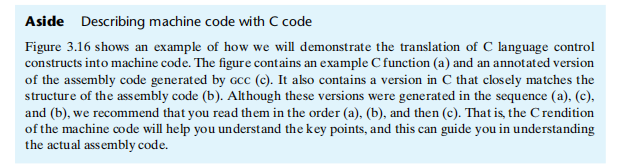 Aside Describing machine code with C code
Figure 3.16 shows an example of how we will demonstrate the translation of C language control
constructs into machine code. The figure contains an example C function (a) and an annotated version
of the assembly code generated by GCC (c). It also contains a version in C that closely matches the
structure of the assembly code (b). Although these versions were generated in the sequence (a), (c),
and (b), we recommend that you read them in the order (a), (b), and then (c). That is, the C rendition
of the machine code will help you understand the key points, and this can guide you in understanding
the actual assembly code.